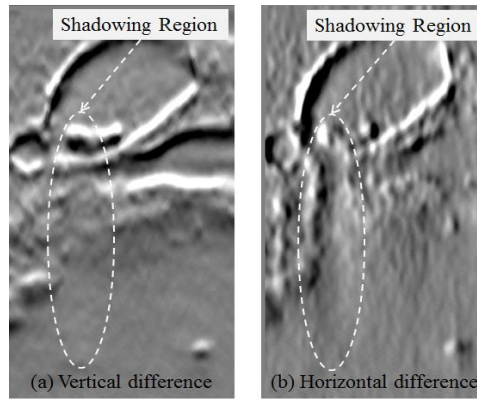 Shadowing Region
Shadowing Region
(a) Vertical difference
(b) Horizontal difference